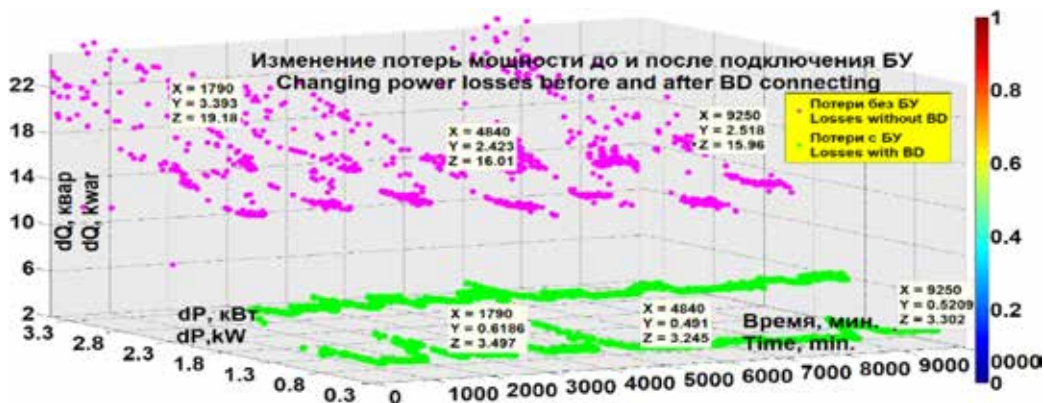 Изменение потерь мощности до и после подключения БУ
Changing power losses before and after BD connecting
X = 1790
Y = 3.393
Z = 19.18
X = 4840
Y = 2.423
Z = 16.01
X = 9250
Y = 2.518
Z = 15.96
Потери без БУ
Losses without BD
Потери с БУ
Losses with BD
22
18
14
10
6
2
dQ, кВар
dQ, kwar
3.3
2.8
2.3
1.8
1.3
0.8
0.3
dP, кВт
dP,kW
X = 1790
Y = 0.6186
Z = 3.497
X = 4840
Y = 0.491
Z = 3.245
X = 9250
Y = 0.5209
Z = 3.302
Время, мин.
Time, min.
0
1000
2000
3000
4000
5000
6000
7000
8000
9000
0000
1
0.8
0.6
0.4
0.2
0